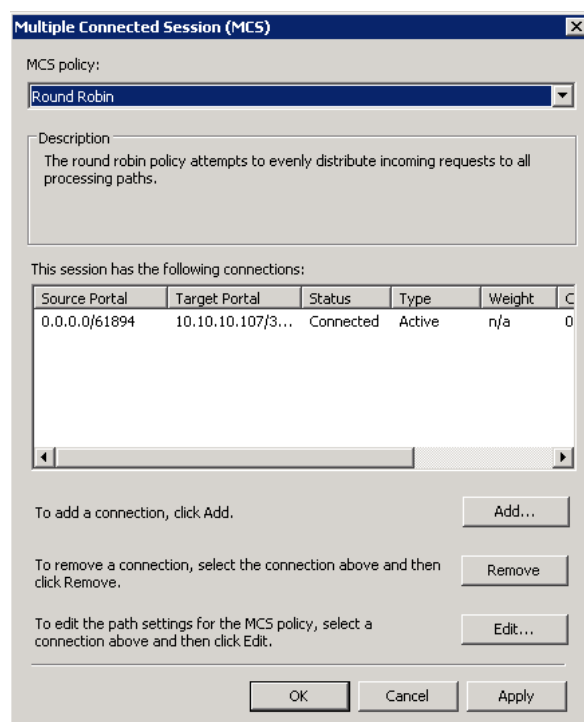 Multiple Connected Session (MCS)
MCS policy:
Round Robin
Description
The round robin policy attempts to evenly distribute incoming requests to all
processing paths.
This session has the following connections:
Source Portal Target Portal Status Type Weight C
0.0.0.0/61894 10.10.10.107/3... Connected Active n/a 0
To add a connection, click Add.
Add...
To remove a connection, select the connection above and then
click Remove.
Remove
To edit the path settings for the MCS policy, select a
connection above and then click Edit.
Edit...
OK Cancel Apply